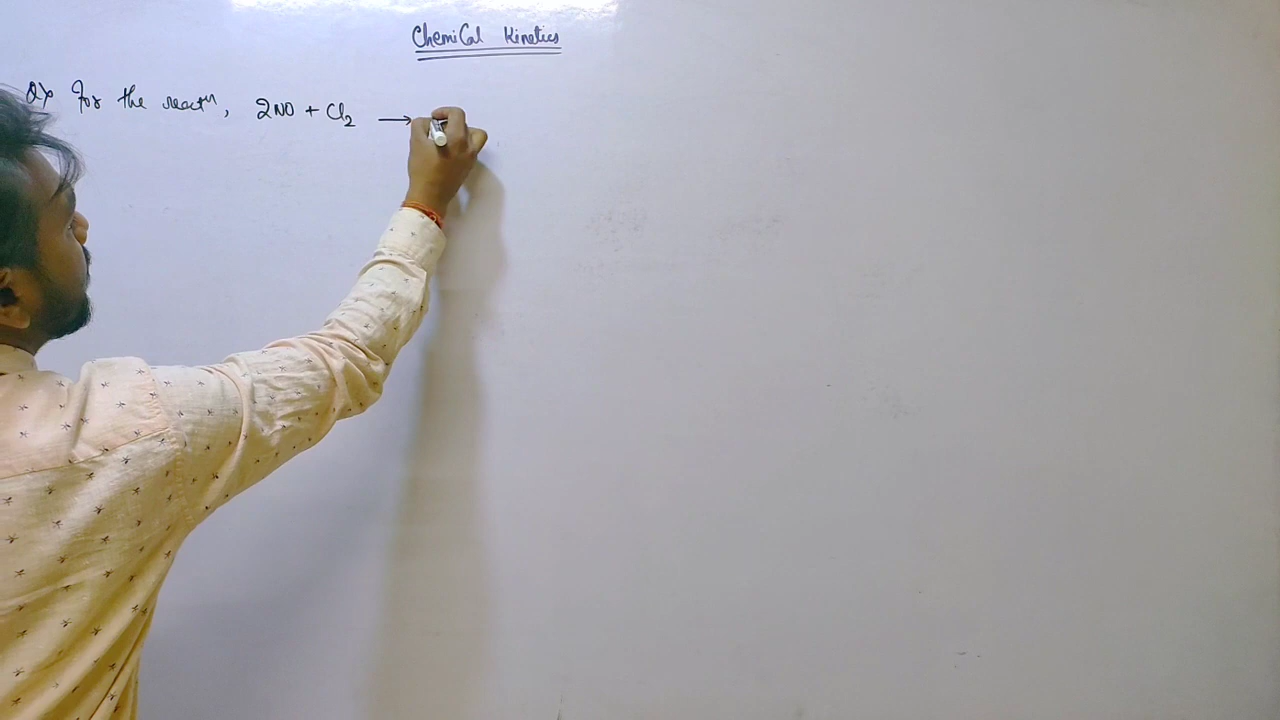 Chemical Kinetics
Q> For the reactⁿ, 2NO + Cl₂ →